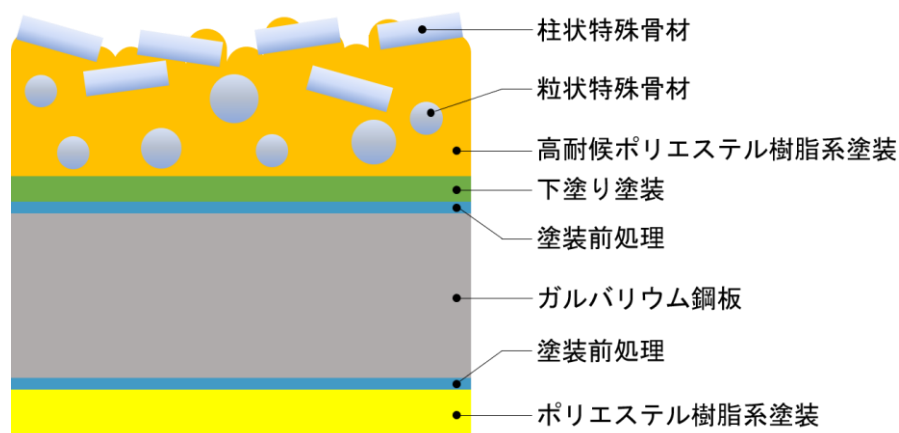 柱状特殊骨材
粒状特殊骨材
高耐候ポリエステル樹脂系塗装
下塗り塗装
塗装前処理
ガルバリウム鋼板
塗装前処理
ポリエステル樹脂系塗装